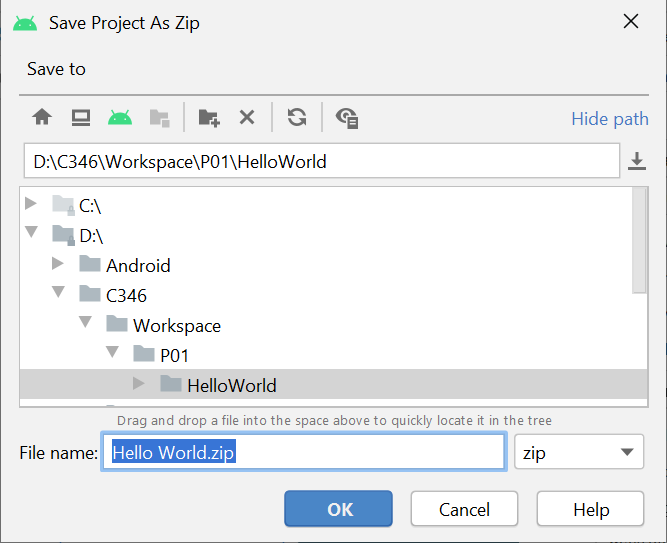 Save Project As Zip
Save to
Hide path
D:\C346\Workspace\P01\HelloWorld
C:\
D:\
Android
C346
Workspace
P01
HelloWorld
Drag and drop a file into the space above to quickly locate it in the tree
File name: Hello World.zip zip
OK Cancel Help